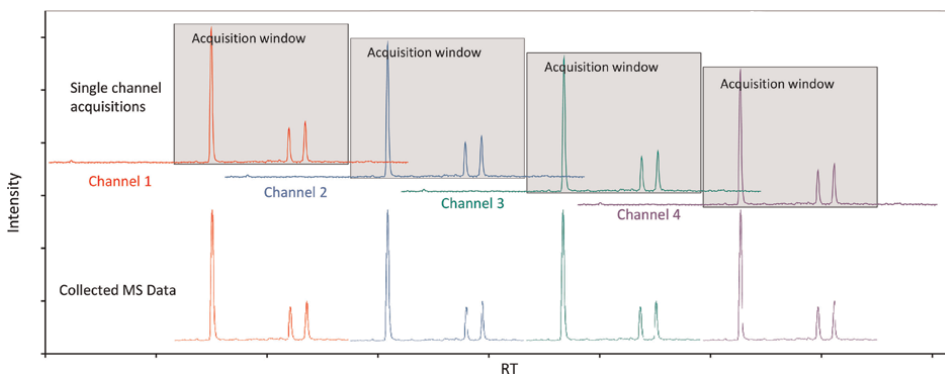 Acquisition window
Acquisition window
Acquisition window
Acquisition window
Single channel
acquisitions
Channel 1
Channel 2
Channel 3
Channel 4
Intensity
Collected MS Data
RT